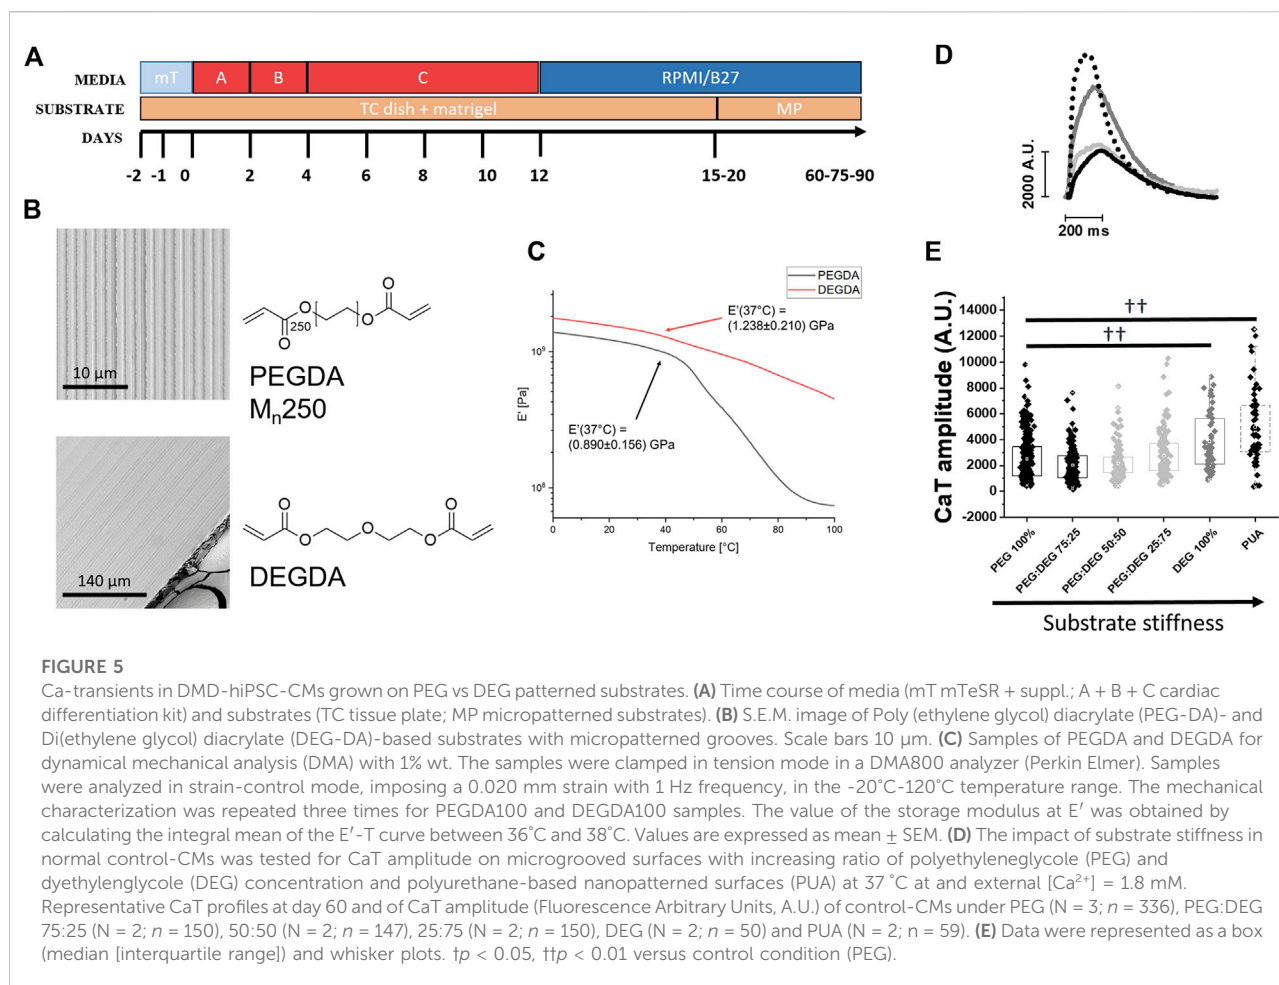 A
MEDIA
mT
A
B
C
RPMI/B27
SUBSTRATE
TC dish + matrigel
MP
DAYS
-2 -1 0 2 4 6 8 10 12 15-20 60-75-90
B
10 µm
O
O
250
O
O
PEGDA
Mn250
140 µm
O
O
O
O
O
DEGDA
C
PEGDA
DEGDA
E'(37°C) =
(1.238±0.210) GPa
E'(37°C) =
(0.890±0.156) GPa
E' [Pa]
10⁹
10⁸
0 20 40 60 80 100
Temperature [°C]
D
2000 A.U.
200 ms
E
CaT amplitude (A.U.)
14000
12000
10000
8000
6000
4000
2000
0
-2000
††
††
PEG 100%
PEG:DEG 75:25
PEG:DEG 50:50
PEG:DEG 25:75
DEG 100%
PUA
Substrate stiffness
FIGURE 5
Ca-transients in DMD-hiPSC-CMs grown on PEG vs DEG patterned substrates. (A) Time course of media (mT mTeSR + suppl.; A + B + C cardiac
differentiation kit) and substrates (TC tissue plate; MP micropatterned substrates). (B) S.E.M. image of Poly (ethylene glycol) diacrylate (PEG-DA)- and
Di(ethylene glycol) diacrylate (DEG-DA)-based substrates with micropatterned grooves. Scale bars 10 µm. (C) Samples of PEGDA and DEGDA for
dynamical mechanical analysis (DMA) with 1% wt. The samples were clamped in tension mode in a DMA800 analyzer (Perkin Elmer). Samples
were analyzed in strain-control mode, imposing a 0.020 mm strain with 1 Hz frequency, in the -20°C-120°C temperature range. The mechanical
characterization was repeated three times for PEGDA100 and DEGDA100 samples. The value of the storage modulus at E′ was obtained by
calculating the integral mean of the E′-T curve between 36°C and 38°C. Values are expressed as mean ± SEM. (D) The impact of substrate stiffness in
normal control-CMs was tested for CaT amplitude on microgrooved surfaces with increasing ratio of polyethyleneglycole (PEG) and
dyethylenglycole (DEG) concentration and polyurethane-based nanopatterned surfaces (PUA) at 37 °C at and external [Ca²⁺] = 1.8 mM.
Representative CaT profiles at day 60 and of CaT amplitude (Fluorescence Arbitrary Units, A.U.) of control-CMs under PEG (N = 3; n = 336), PEG:DEG
75:25 (N = 2; n = 150), 50:50 (N = 2; n = 147), 25:75 (N = 2; n = 150), DEG (N = 2; n = 50) and PUA (N = 2; n = 59). (E) Data were represented as a box
(median [interquartile range]) and whisker plots. †p < 0.05, ††p < 0.01 versus control condition (PEG).